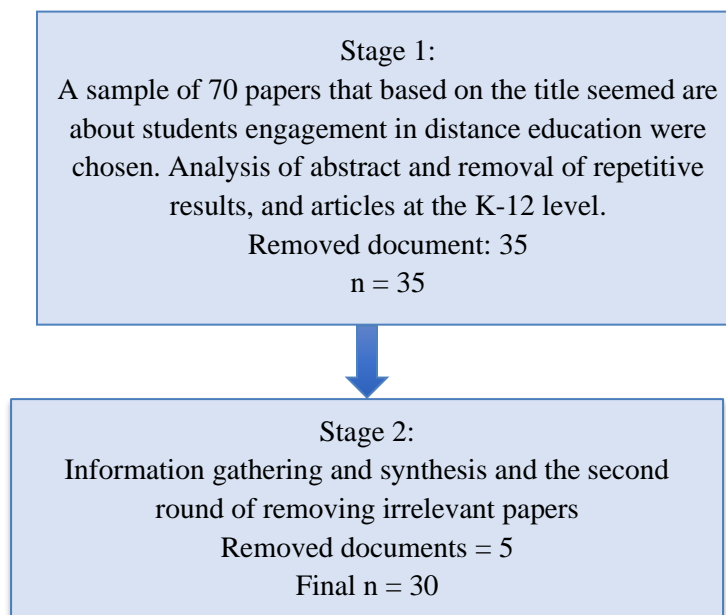 Stage 1:
A sample of 70 papers that based on the title seemed are
about students engagement in distance education were
chosen. Analysis of abstract and removal of repetitive
results, and articles at the K-12 level.
Removed document: 35
n = 35
Stage 2:
Information gathering and synthesis and the second
round of removing irrelevant papers
Removed documents = 5
Final n = 30